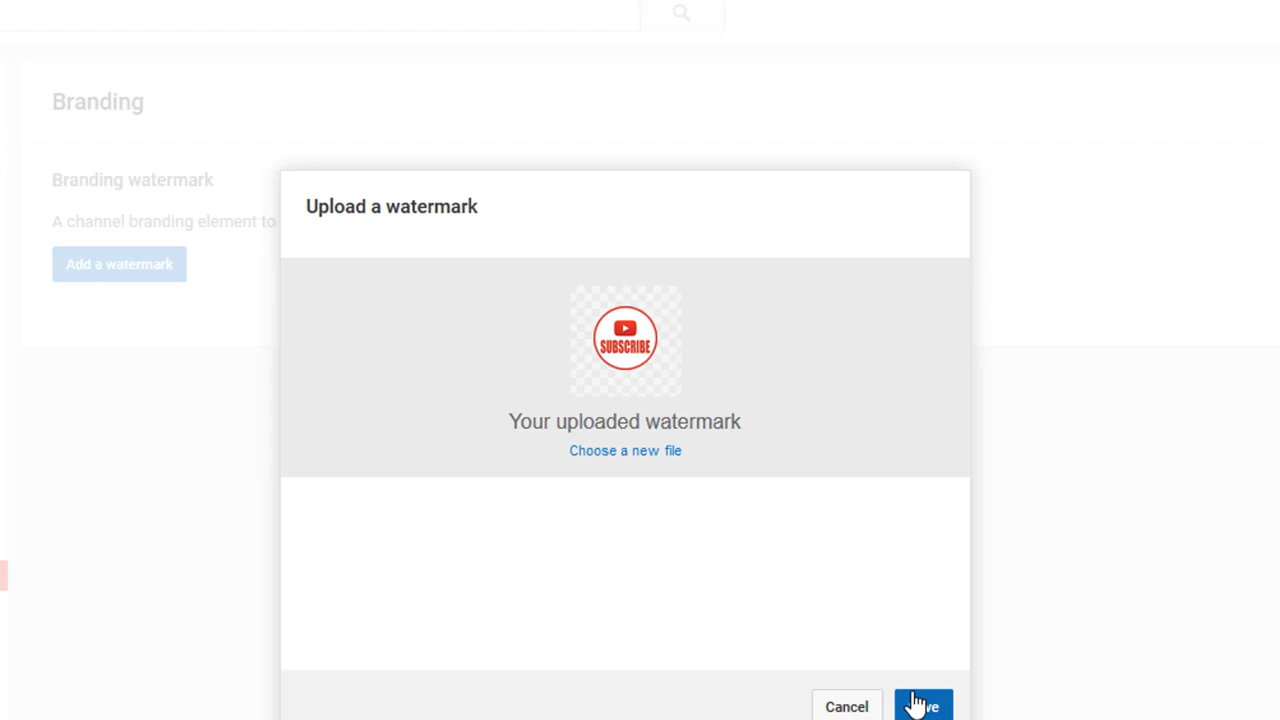 Branding
Branding watermark
A channel branding element to
Add a watermark
Upload a watermark
SUBSCRIBE
Your uploaded watermark
Choose a new file
Cancel